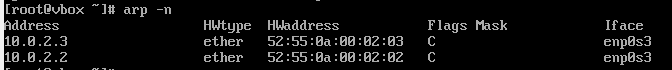 [root@vbox ~]# arp -n
Address HWtype HWaddress Flags Mask Iface
10.0.2.3 ether 52:55:0a:00:02:03 C enp0s3
10.0.2.2 ether 52:55:0a:00:02:02 C enp0s3